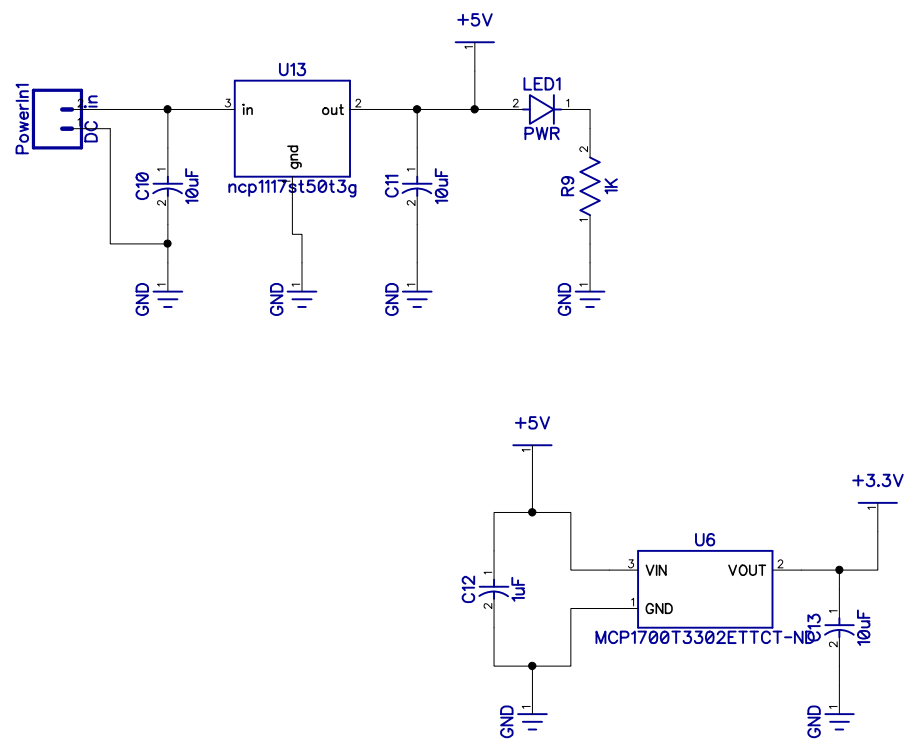 +5V
U13
LED1
PowerIn1
2
in
3
in
out
2
1
2
1
1
DC
PWR
gnd
C10
1
2
10uF
ncp1117st50t3g
C11
1
2
10uF
R9
2
1
1K
GND
1
GND
1
GND
1
GND
1
+5V
1
+3.3V
1
U6
3
VIN
VOUT
2
1
GND
C12
1
2
1uF
MCP1700T3302ETTCT-ND
C13
1
2
10uF
GND
1
GND
1